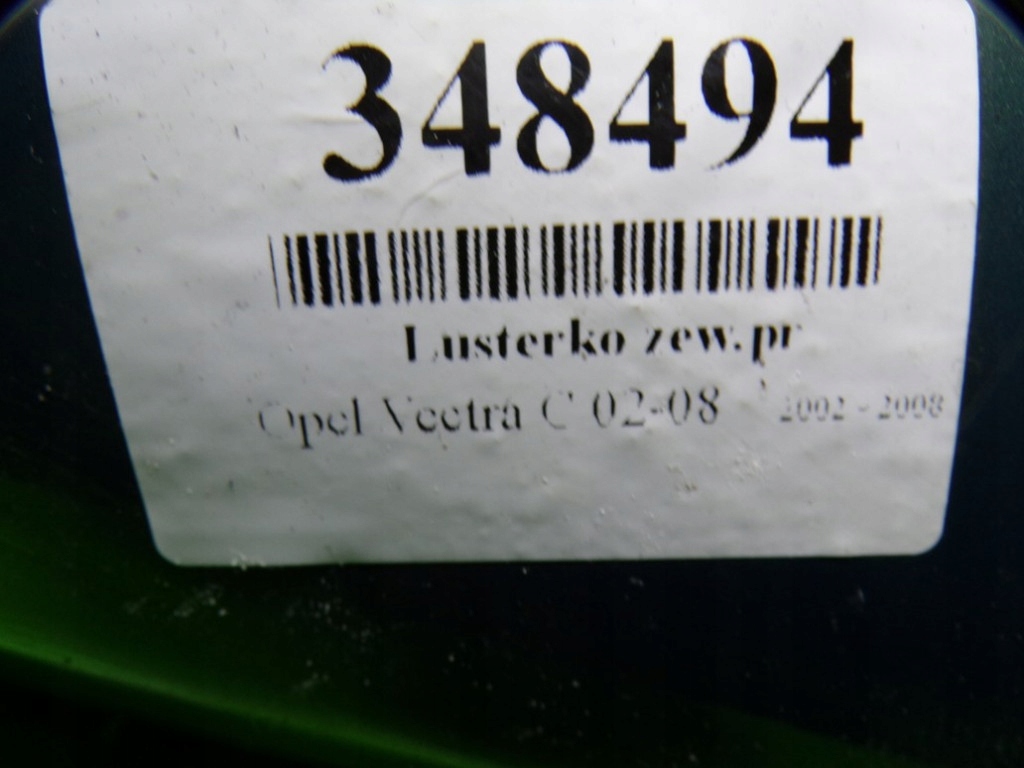 348494
Lusterko zew.pr
Opel Vectra C 02-08 2002 - 2008